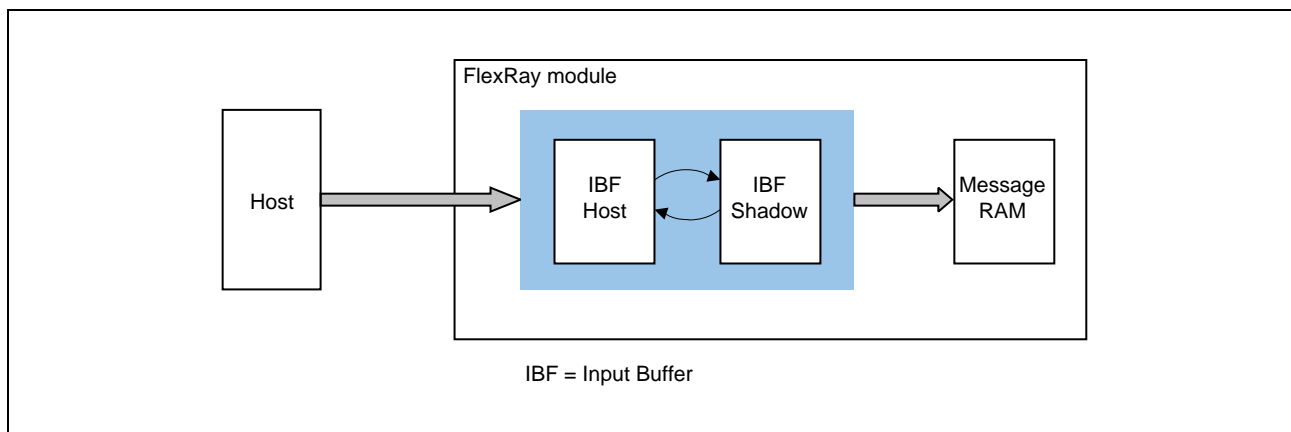 FlexRay module
Host
IBF
Host
IBF
Shadow
Message
RAM
IBF = Input Buffer